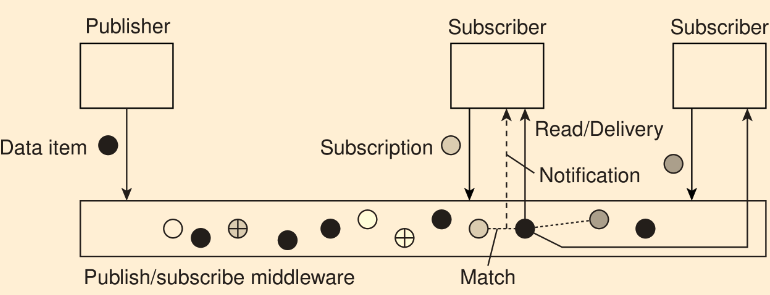 Publisher
Subscriber
Subscriber
Data item
Subscription
Read/Delivery
Notification
Publish/subscribe middleware
Match